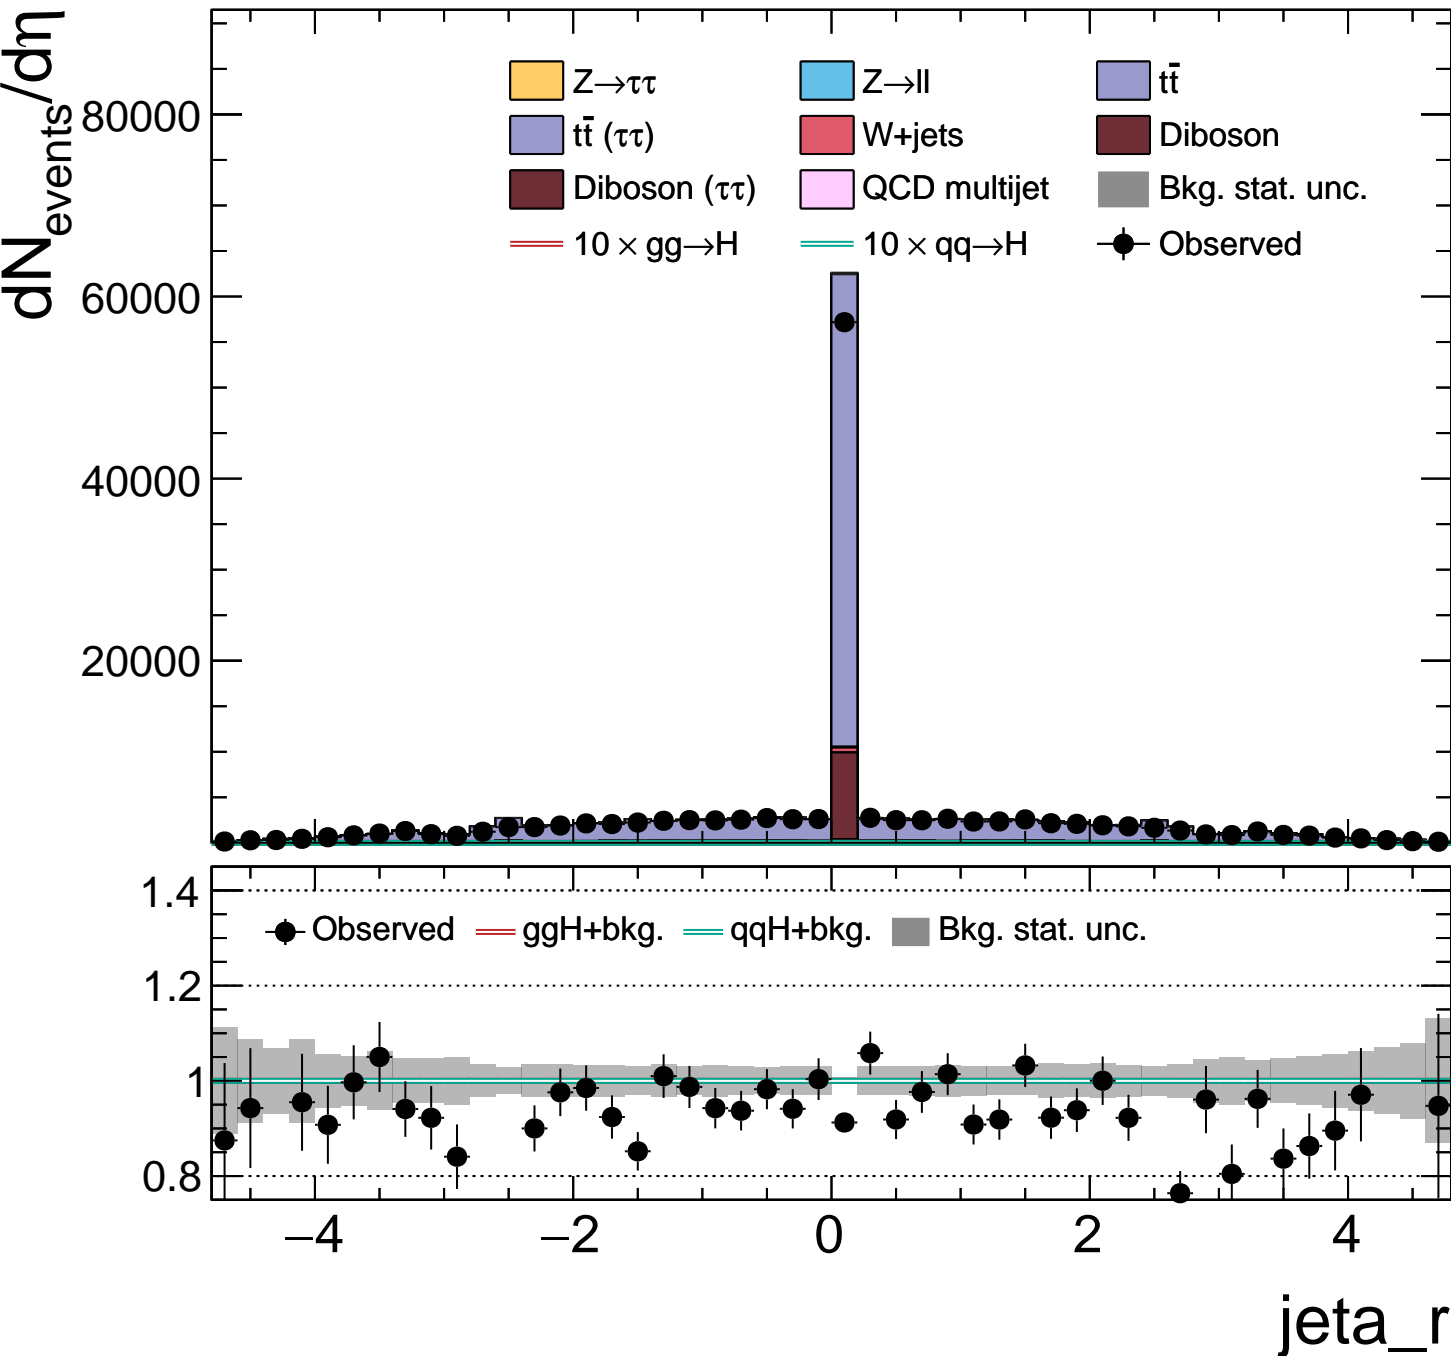 dN_events/dη
80000
60000
40000
20000
Z→ττ Z→ll tt̄
tt̄ (ττ) W+jets Diboson
Diboson (ττ) QCD multijet Bkg. stat. unc.
10 × gg→H 10 × qq→H Observed
1.4
Observed ggH+bkg. qqH+bkg. Bkg. stat. unc.
1.2
1
0.8
−4 −2 0 2 4
jeta_r